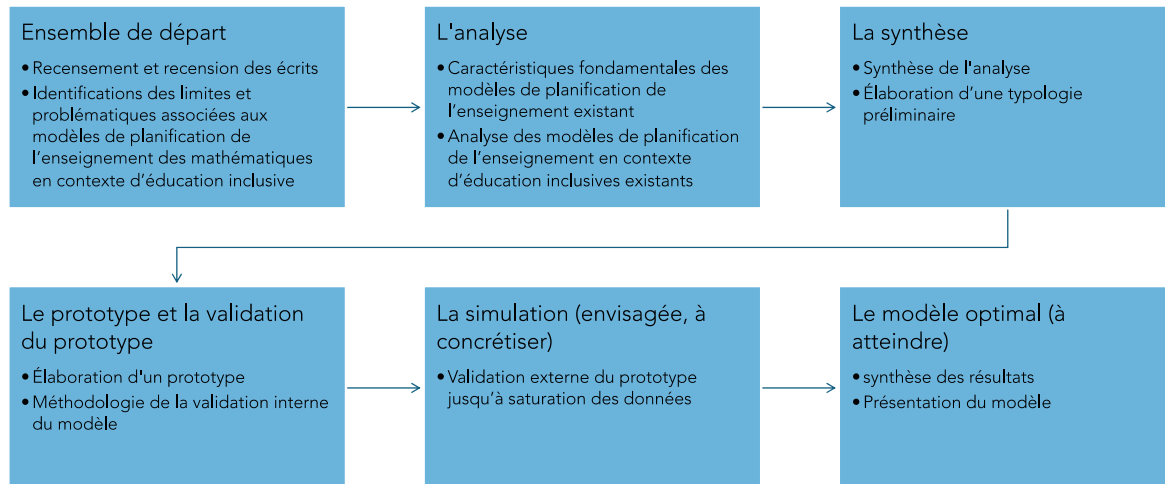 Ensemble de départ
• Recensement et recension des écrits
• Identifications des limites et
problématiques associées aux
modèles de planification de
l'enseignement des mathématiques
en contexte d'éducation inclusive
L'analyse
• Caractéristiques fondamentales des
modèles de planification de
l'enseignement existant
• Analyse des modèles de planification
de l'enseignement en contexte
d'éducation inclusives existants
La synthèse
• Synthèse de l'analyse
• Élaboration d'une typologie
préliminaire
Le prototype et la validation
du prototype
• Élaboration d'un prototype
• Méthodologie de la validation interne
du modèle
La simulation (envisagée, à
concrétiser)
• Validation externe du prototype
jusqu'à saturation des données
Le modèle optimal (à
atteindre)
• synthèse des résultats
• Présentation du modèle